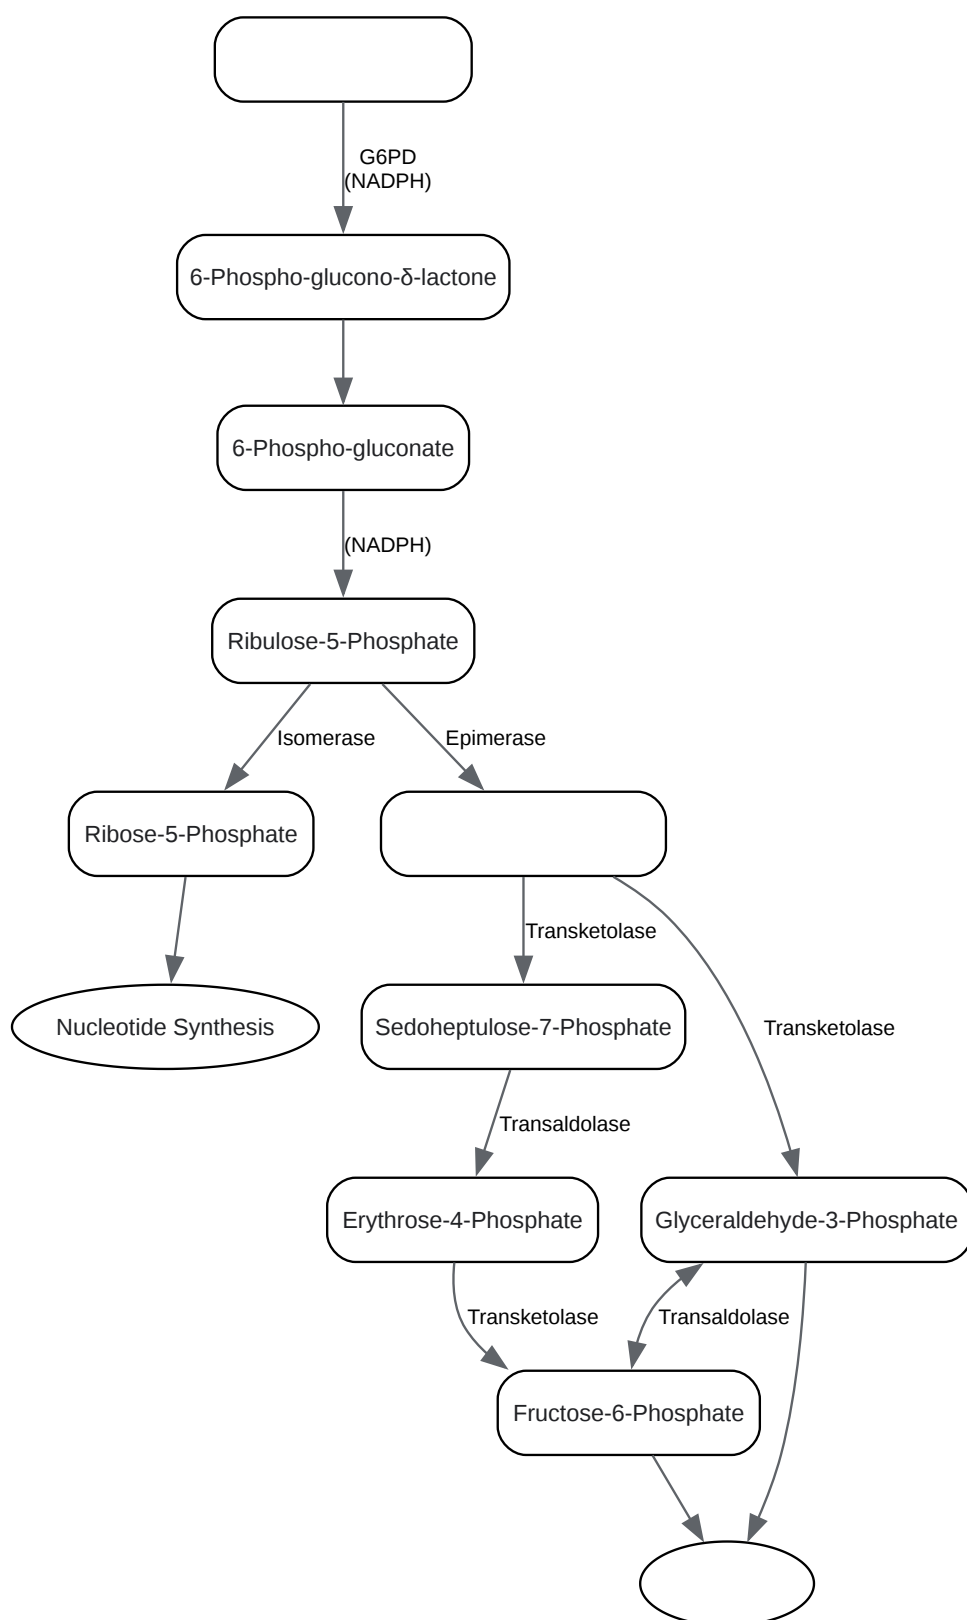 G6PD
(NADPH)
6-Phospho-glucono-δ-lactone
6-Phospho-gluconate
(NADPH)
Ribulose-5-Phosphate
Isomerase
Epimerase
Ribose-5-Phosphate
Transketolase
Nucleotide Synthesis
Sedoheptulose-7-Phosphate
Transketolase
Transaldolase
Erythrose-4-Phosphate
Glyceraldehyde-3-Phosphate
Transketolase
Transaldolase
Fructose-6-Phosphate